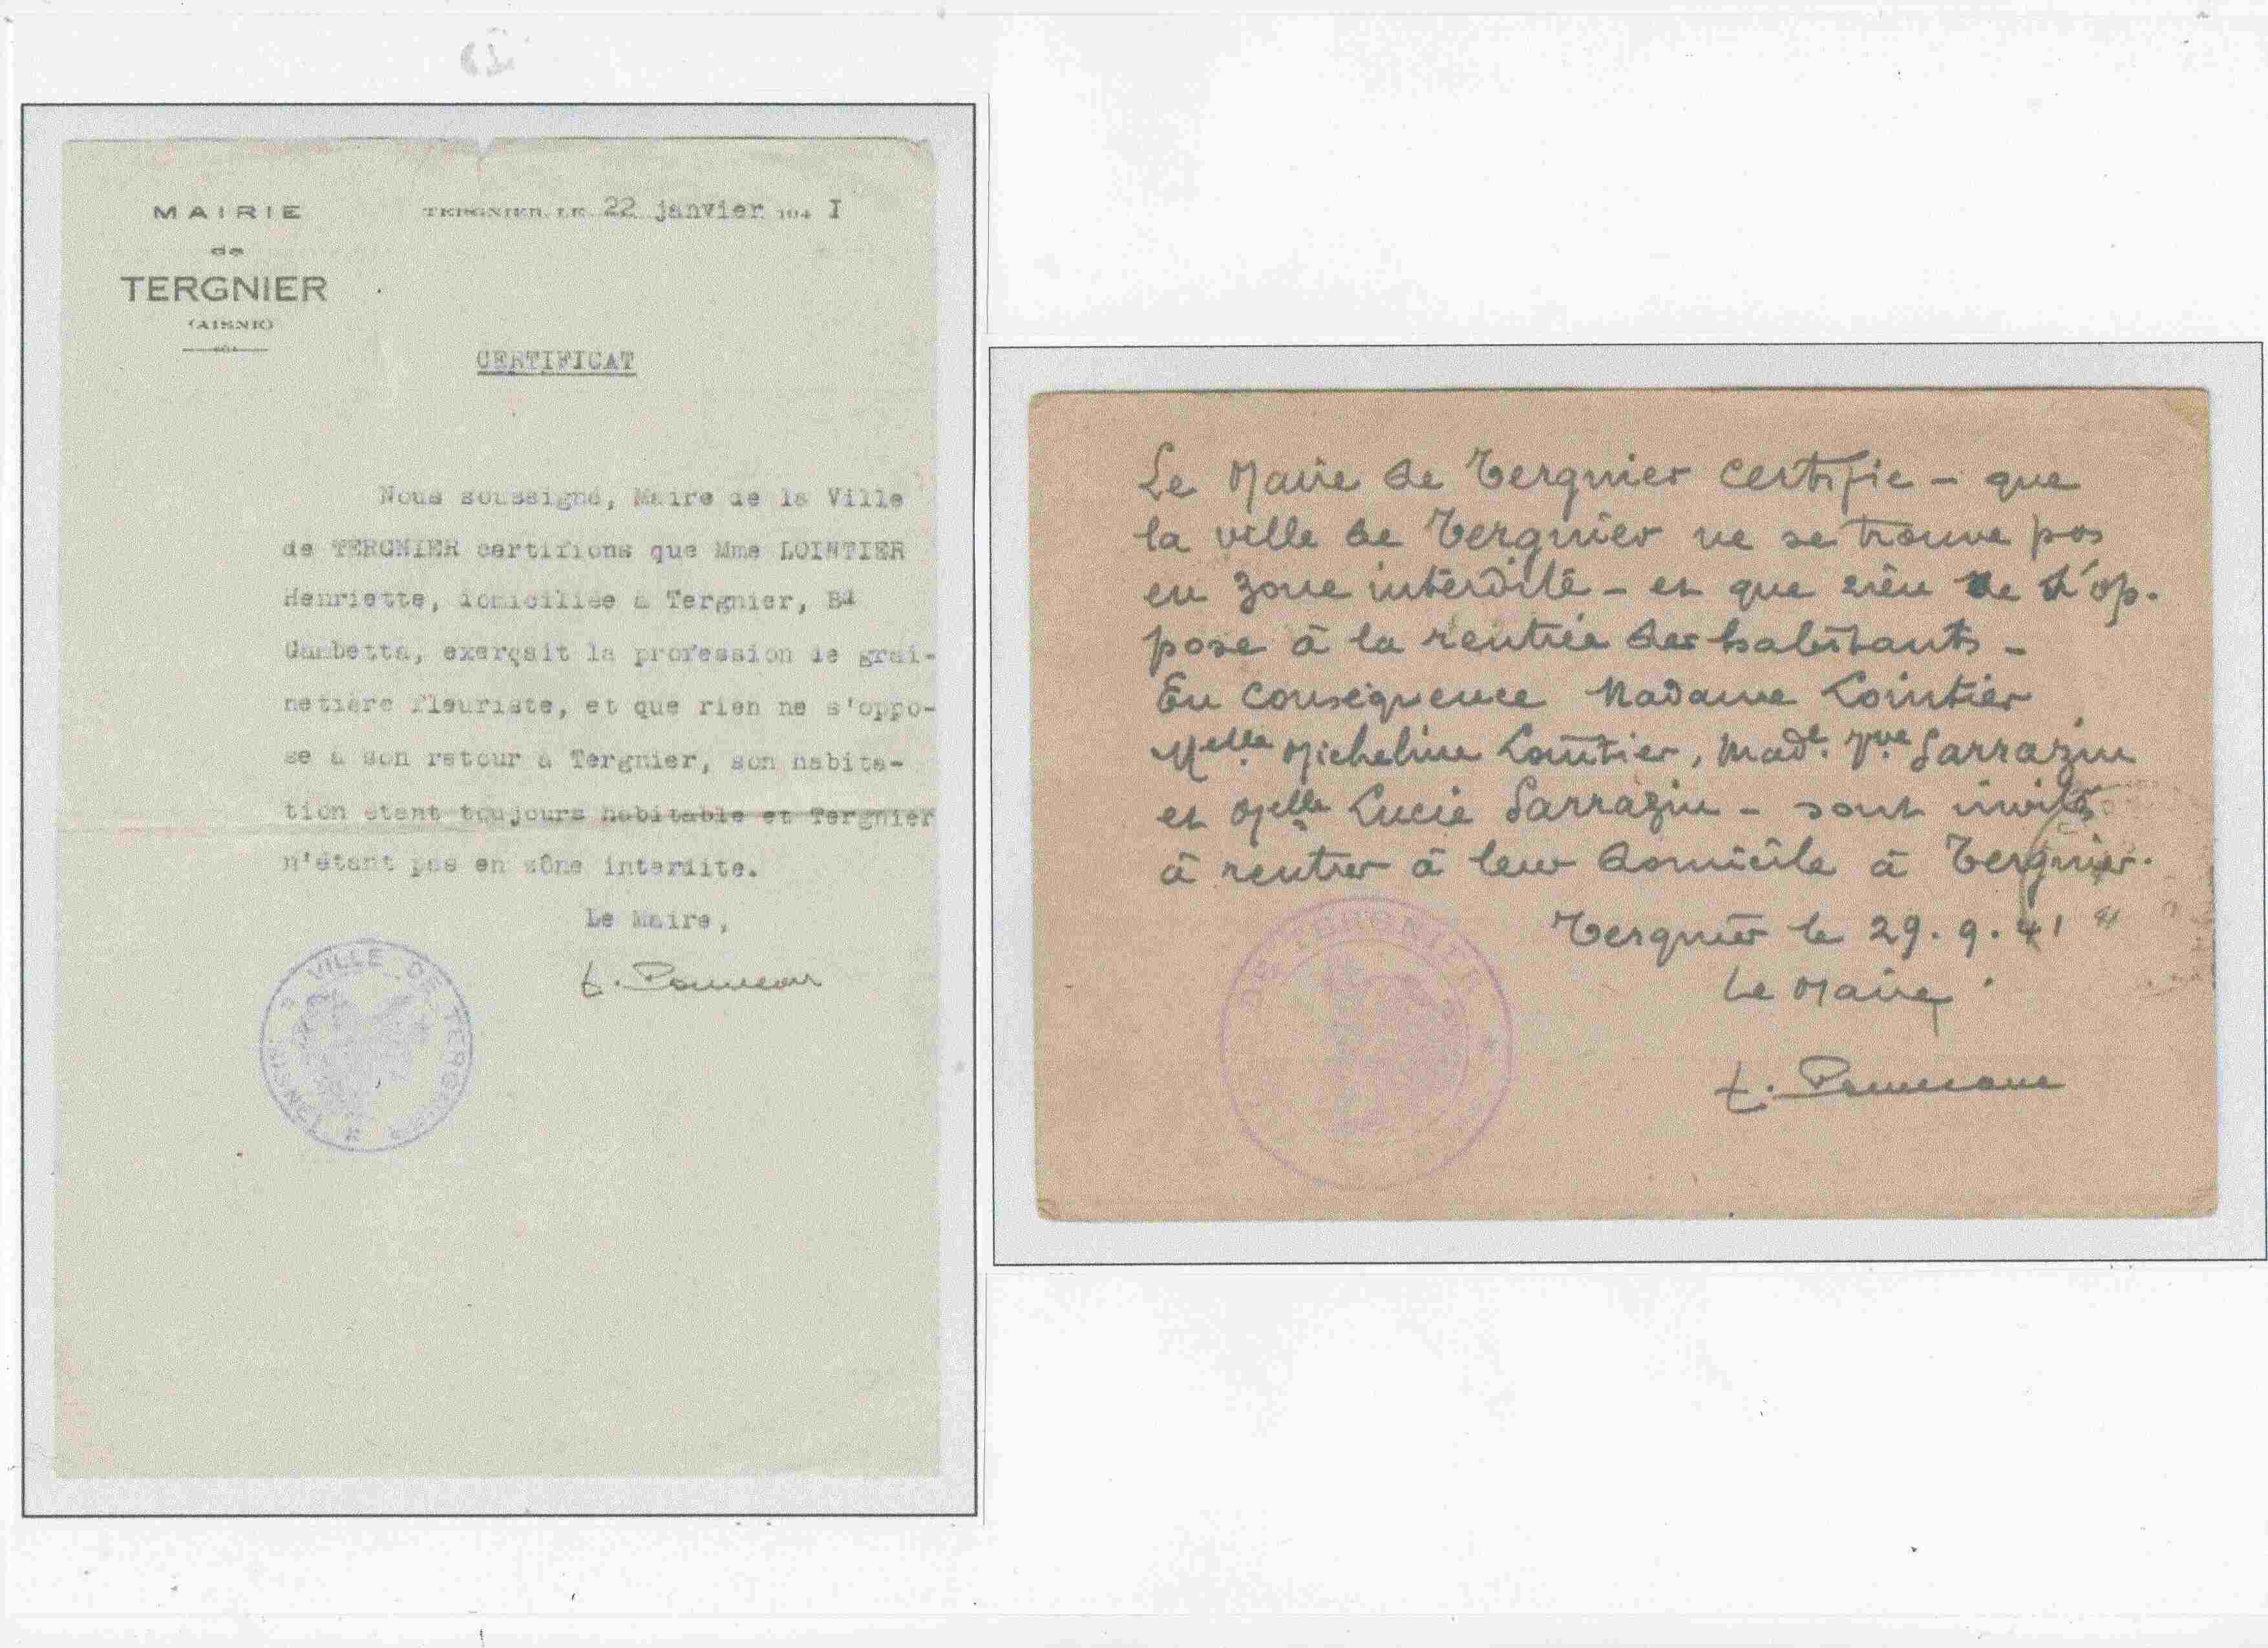 MAIRIE
de
TERGNIER
(AISNE)
TERGNIER, LE 22 janvier 194 I
CERTIFICAT
Nous soussigné, Maire de la Ville
de TERGNIER certifions que Mme LOINTIER
Henriette, domiciliée à Tergnier, Bd
Gambetta, exerçait la profession de grai-
netière fleuriste, et que rien ne s'oppo-
se à son retour à Tergnier, son habita-
tion étant toujours habitable et Tergnier
n'étant pas en zône interdite.
Le Maire,
VILLE DE TERGNIER
(AISNE)
Le Maire de Tergnier certifie - que
la ville de Tergnier ne se trouve pas
en zone interdite - et que rien ne s'op-
pose à la rentrée des habitants -
En conséquence Madame Lointier
Melle Micheline Lointier, Made Vve Sarrazin
et Melle Lucie Sarrazin - sont invités
à rentrer à leur domicile à Tergnier.
Tergnier le 29.9.41
Le Maire
DE TERGNIER